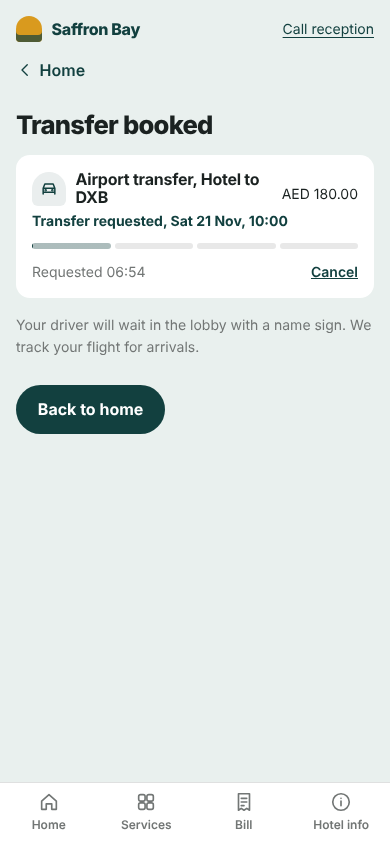 Saffron Bay
Call reception
Home
Transfer booked
Airport transfer, Hotel to
DXB
AED 180.00
Transfer requested, Sat 21 Nov, 10:00
Requested 06:54
Cancel
Your driver will wait in the lobby with a name sign. We
track your flight for arrivals.
Back to home
Home
Services
Bill
Hotel info